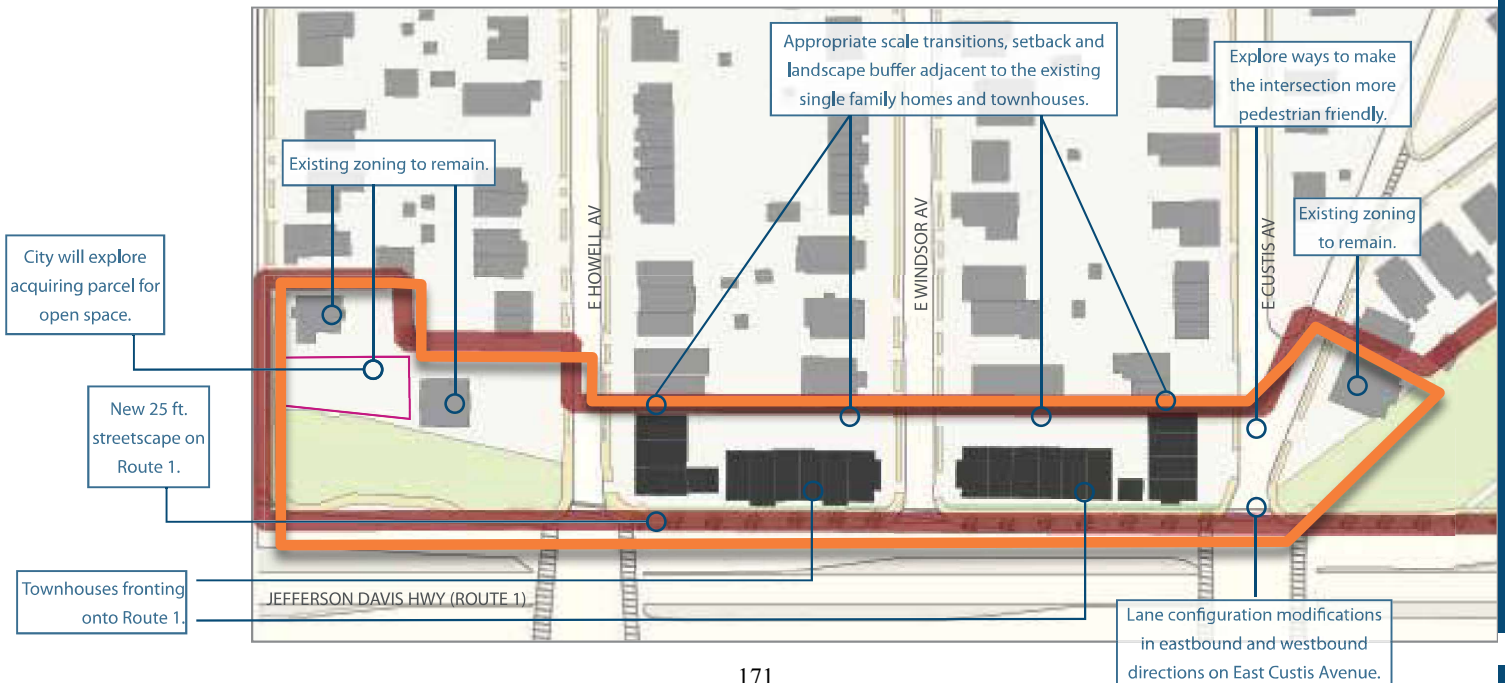 Appropriate scale transitions, setback and
landscape buffer adjacent to the existing
single family homes and townhouses.
Explore ways to make
the intersection more
pedestrian friendly.
Existing zoning to remain.
City will explore
acquiring parcel for
open space.
E HOWELL AV
E WINDSOR AV
E CUSTIS AV
Existing zoning
to remain.
New 25 ft.
streetscape on
Route 1.
Townhouses fronting
onto Route 1.
JEFFERSON DAVIS HWY (ROUTE 1)
Lane configuration modifications
in eastbound and westbound
directions on East Custis Avenue.
171